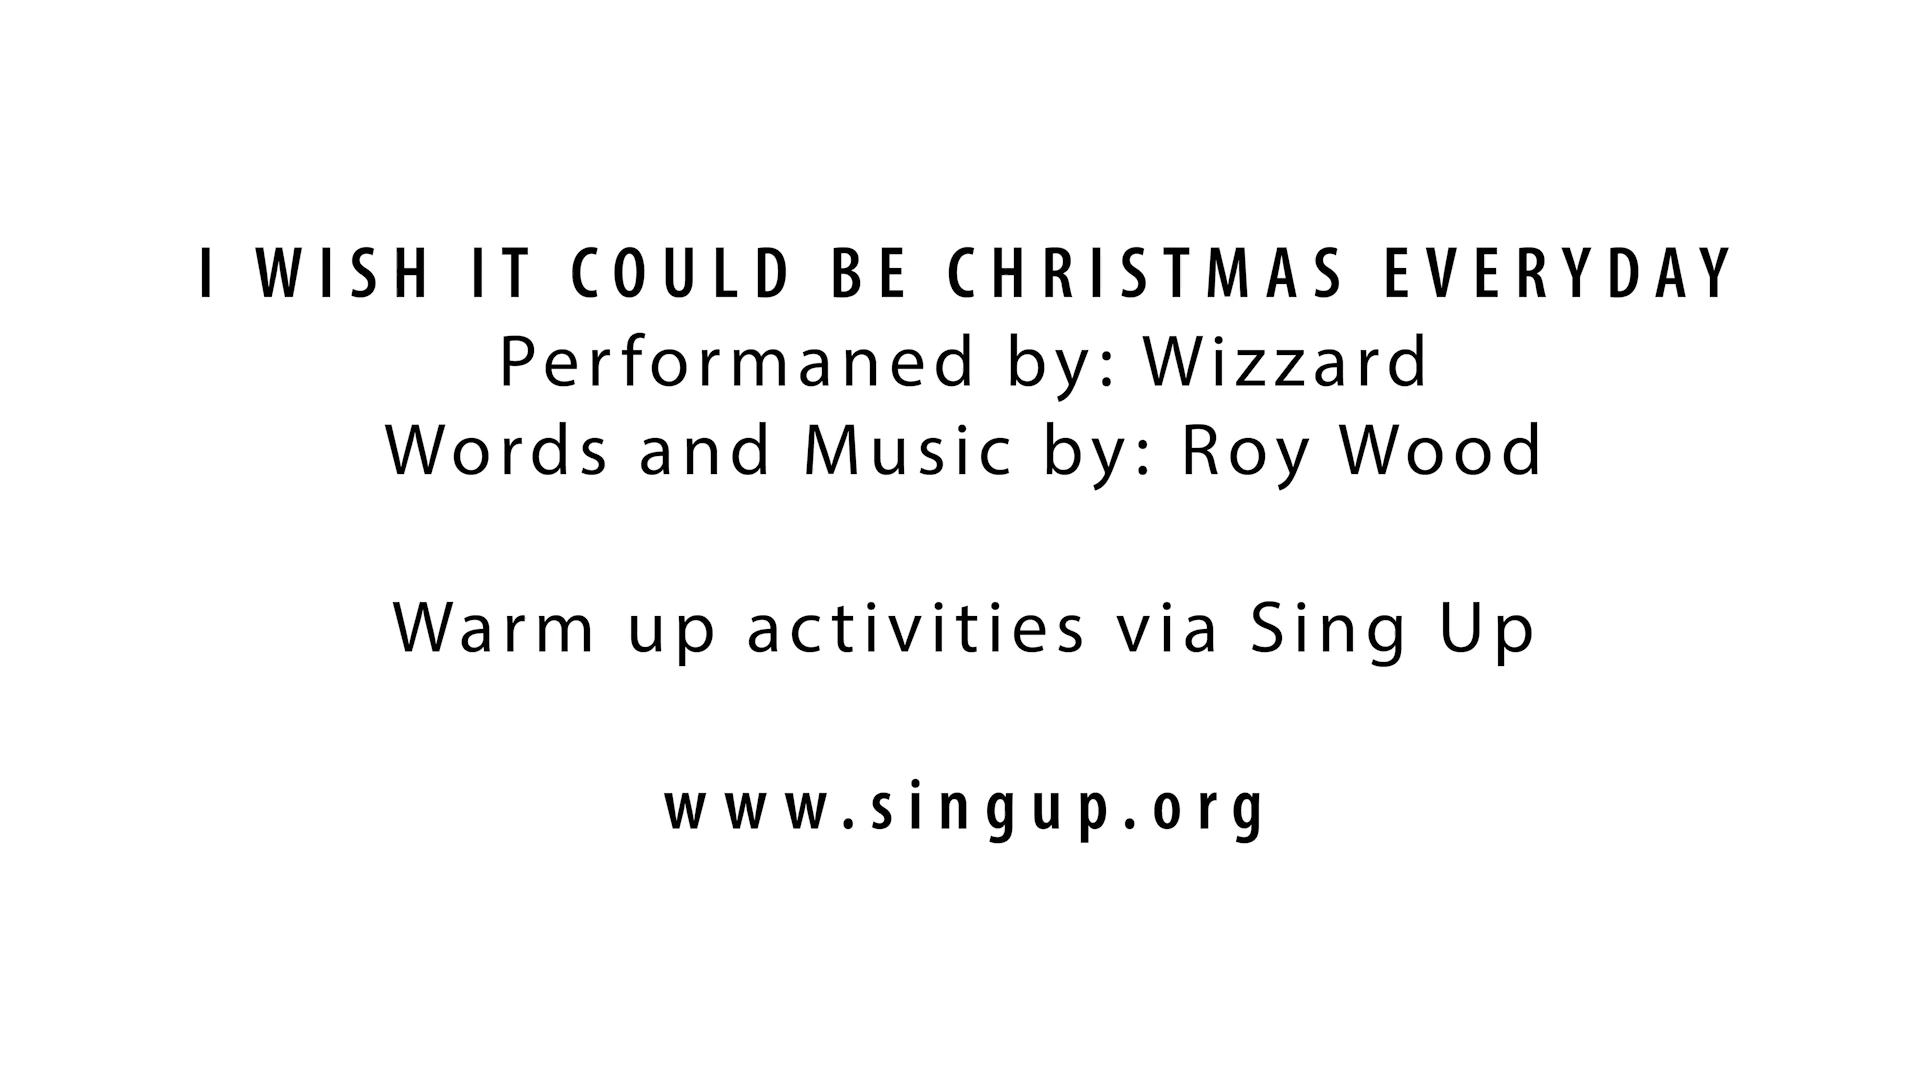 I WISH IT COULD BE CHRISTMAS EVERYDAY
Performaned by: Wizzard
Words and Music by: Roy Wood
Warm up activities via Sing Up
www.singup.org